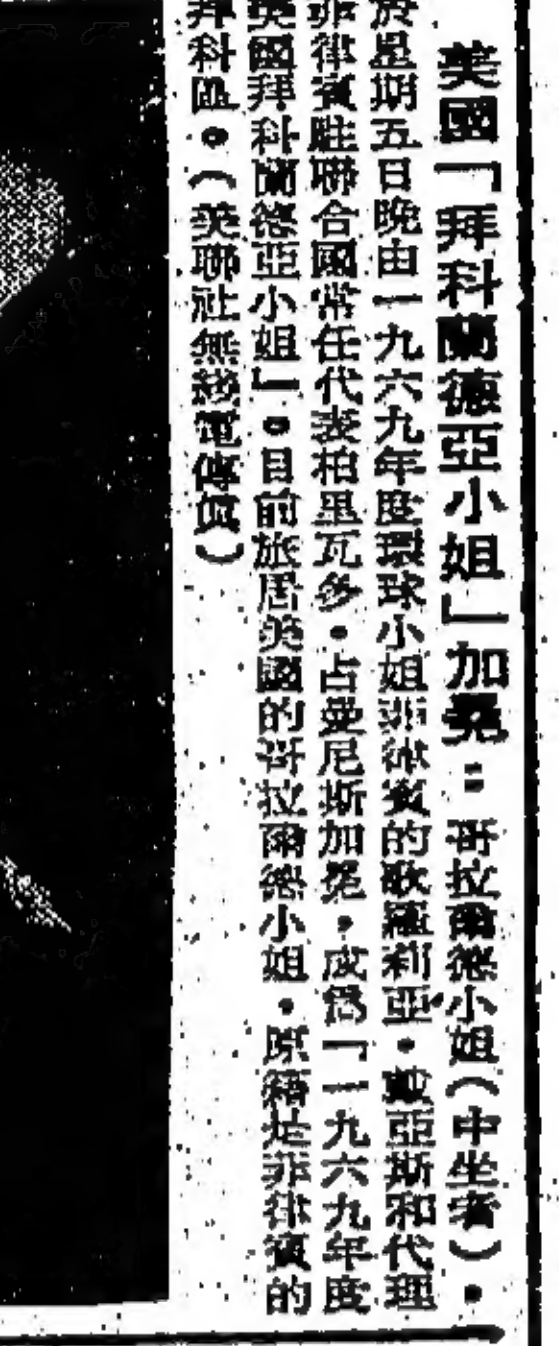 美國「拜科蘭德亞小姐」加冕：哥拉爾德小姐（中坐者），
於星期五日晚由一九六九年度環球小姐菲律賓的歌羅利亞・戴亞斯和代理
菲律賓駐聯合國常任代表柏里瓦多・占曼尼斯加冕，成爲「一九六九年度
美國拜科蘭德亞小姐」。目前旅居美國的哥拉爾德小姐，原籍是菲律賓的
拜科區。（美聯社無綫電傳眞）